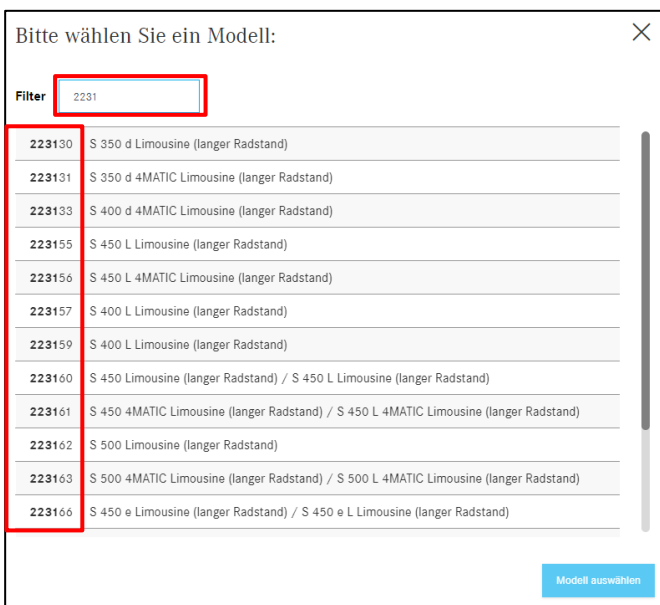 Bitte wählen Sie ein Modell:
Filter 2231
223130 S 350 d Limousine (langer Radstand)
223131 S 350 d 4MATIC Limousine (langer Radstand)
223133 S 400 d 4MATIC Limousine (langer Radstand)
223155 S 450 L Limousine (langer Radstand)
223156 S 450 L 4MATIC Limousine (langer Radstand)
223157 S 400 L Limousine (langer Radstand)
223159 S 400 L Limousine (langer Radstand)
223160 S 450 Limousine (langer Radstand) / S 450 L Limousine (langer Radstand)
223161 S 450 4MATIC Limousine (langer Radstand) / S 450 L 4MATIC Limousine (langer Radstand)
223162 S 500 Limousine (langer Radstand)
223163 S 500 4MATIC Limousine (langer Radstand) / S 500 L 4MATIC Limousine (langer Radstand)
223166 S 450 e Limousine (langer Radstand) / S 450 e L Limousine (langer Radstand)
Modell auswählen